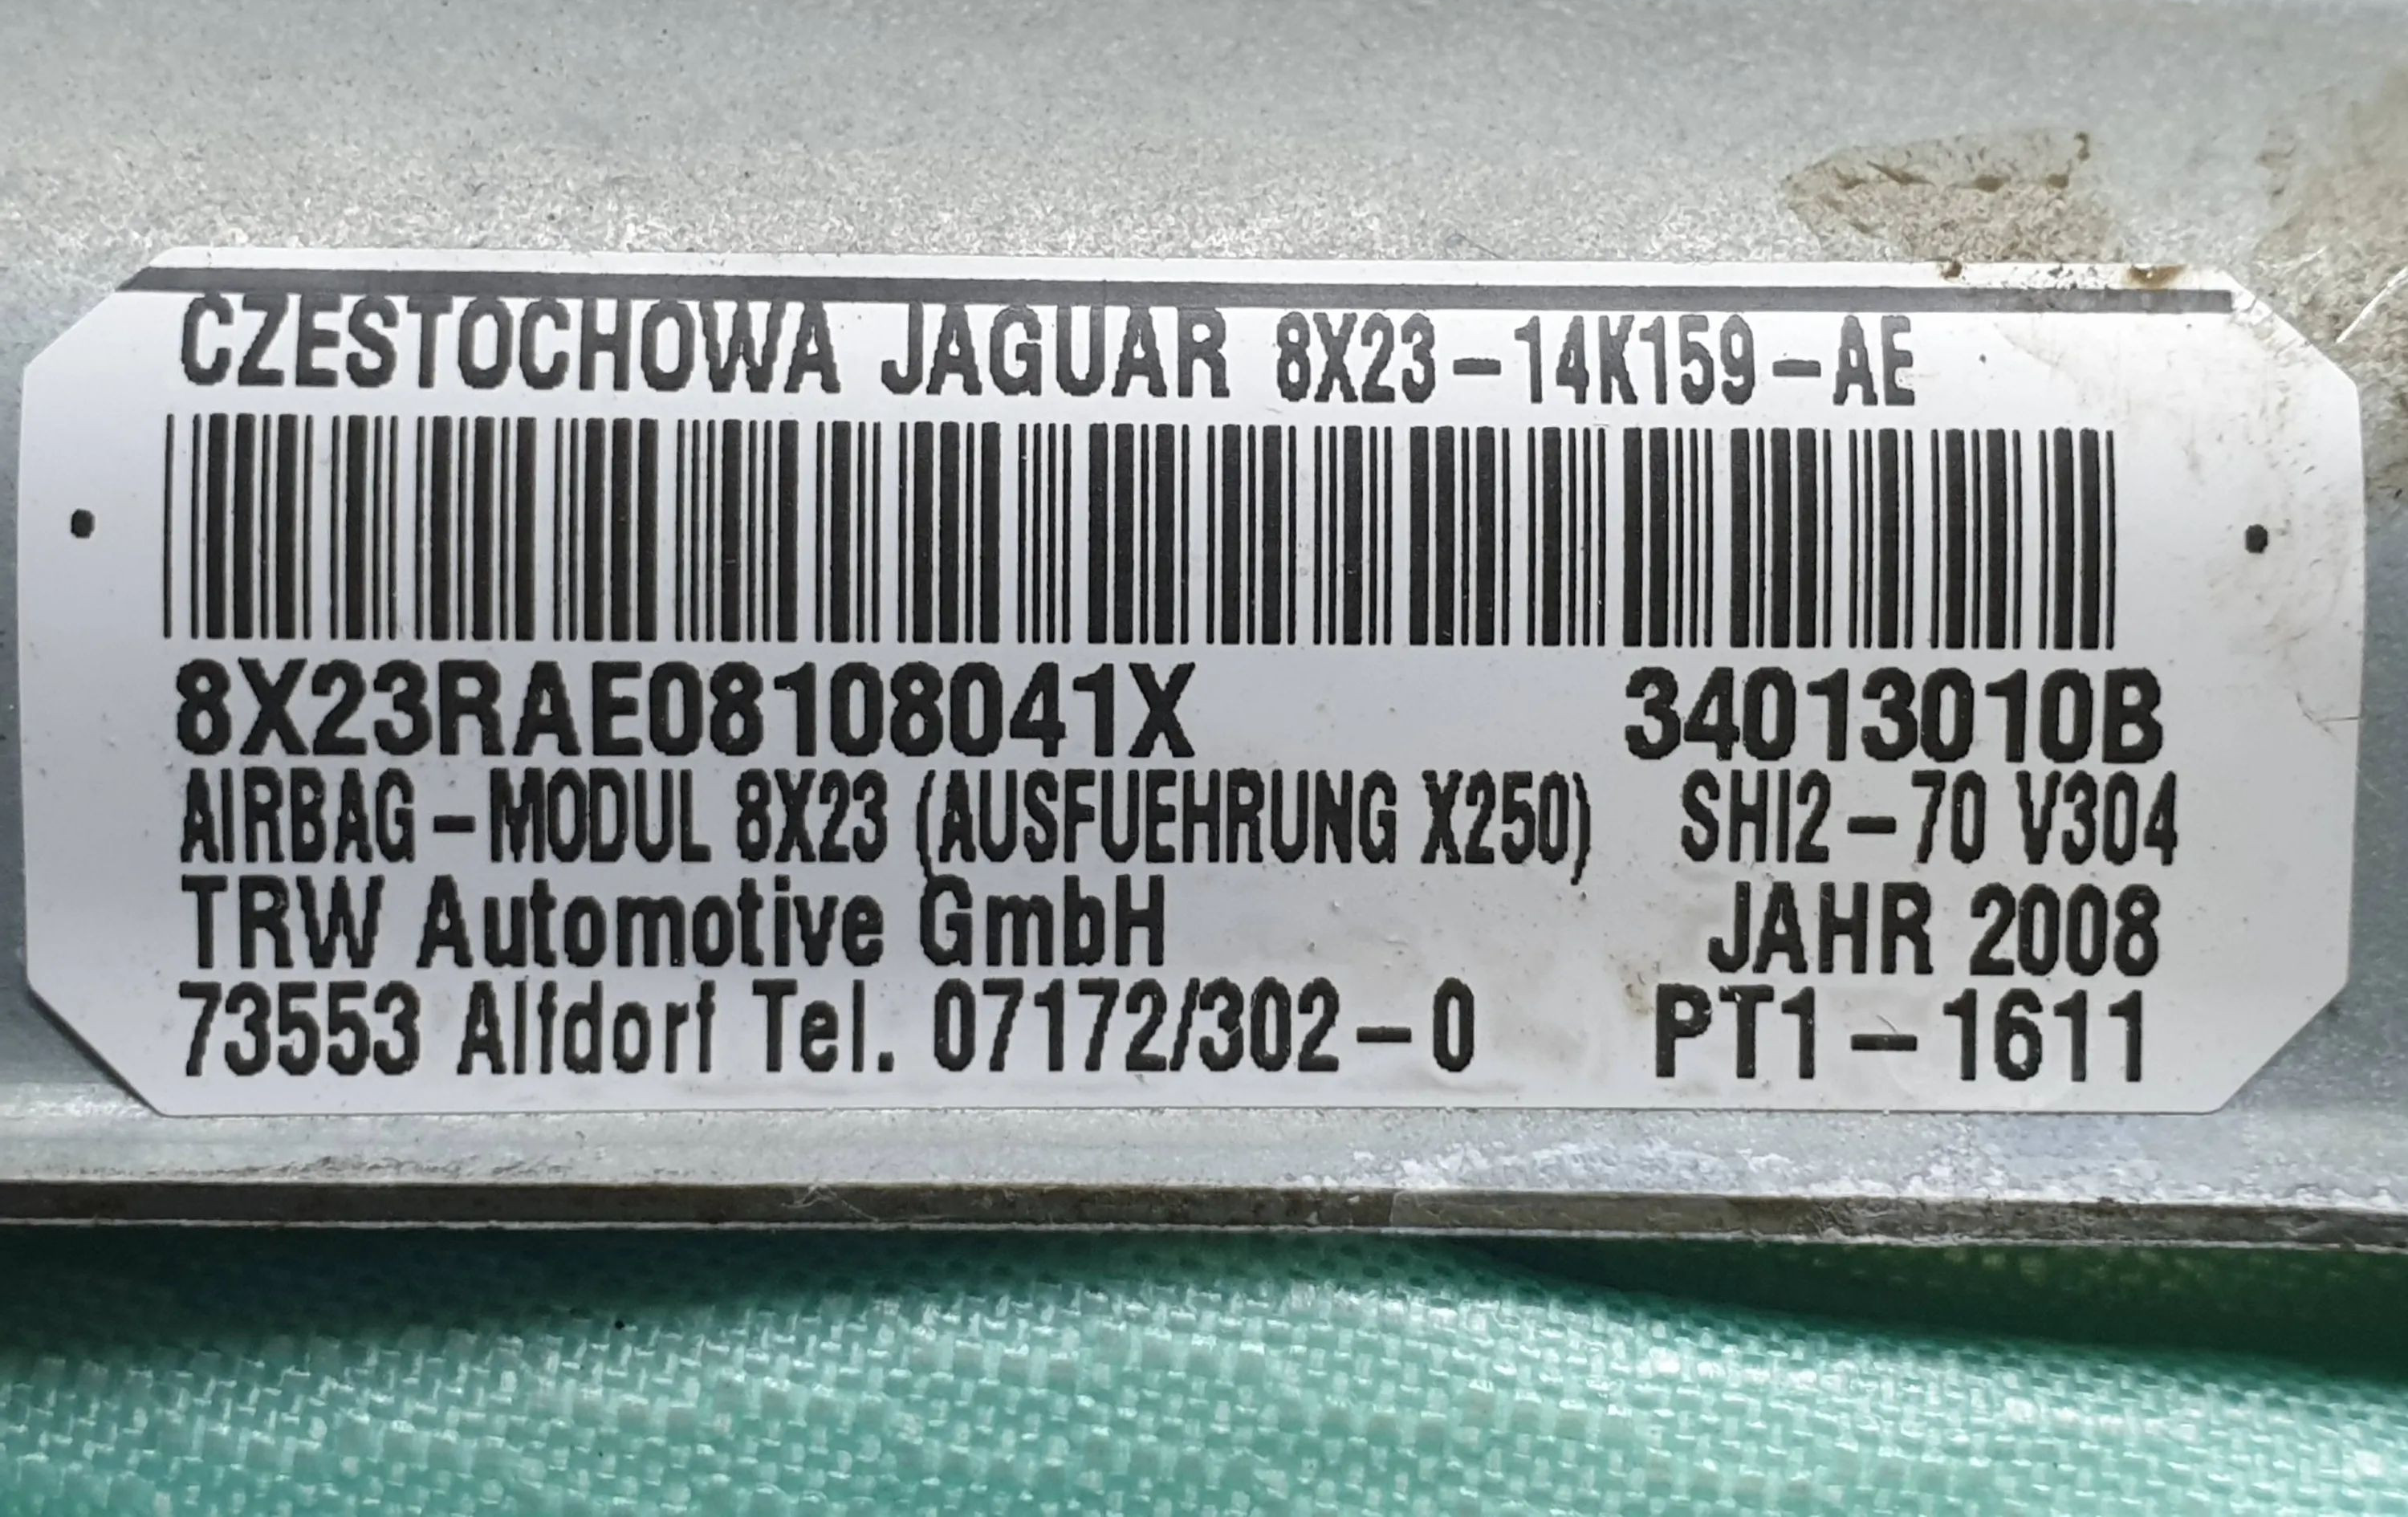 CZESTOCHOWA JAGUAR 8X23-14K159-AE
8X23RAE08108041X 34013010B
AIRBAG-MODUL 8X23 (AUSFUEHRUNG X250) SHI2-70 V304
TRW Automotive GmbH JAHR 2008
73553 Alfdorf Tel. 07172/302-0 PT1-1611